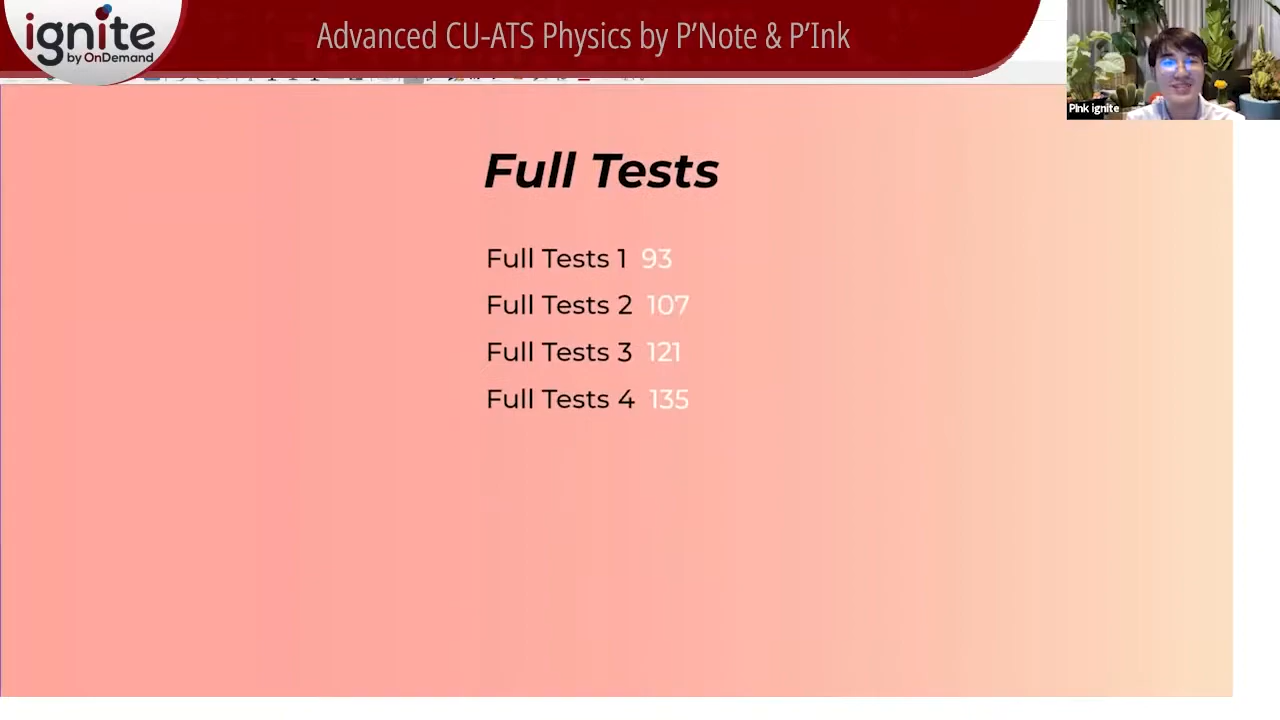 ignite
by OnDemand
Advanced CU-ATS Physics by P'Note & P'Ink
Pink ignite
Full Tests
Full Tests 1 93
Full Tests 2 107
Full Tests 3 121
Full Tests 4 135